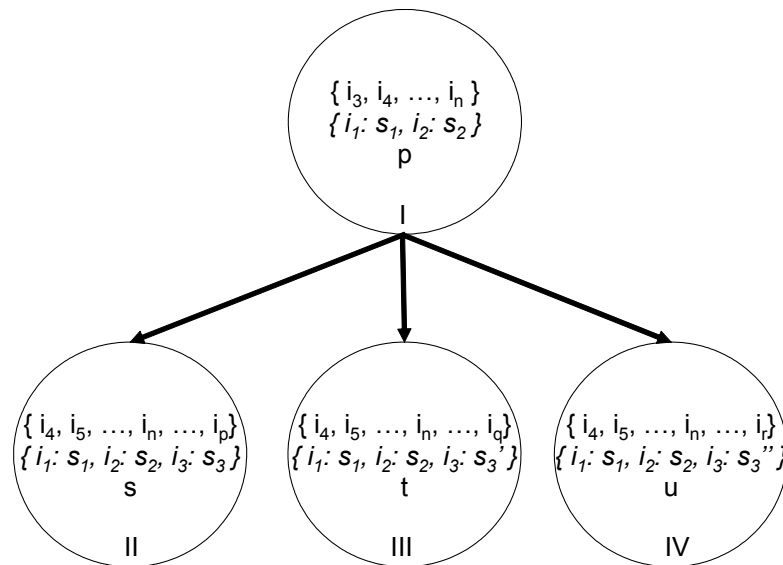 { i₃, i₄, …, iₙ }
{ i₁: s₁, i₂: s₂ }
p
I
{ i₄, i₅, …, iₙ, …, iₚ}
{ i₁: s₁, i₂: s₂, i₃: s₃ }
s
II
{ i₄, i₅, …, iₙ, …, i_q}
{ i₁: s₁, i₂: s₂, i₃: s₃’ }
t
III
{ i₄, i₅, …, iₙ, …, iᵣ}
{ i₁: s₁, i₂: s₂, i₃: s₃’’ }
u
IV